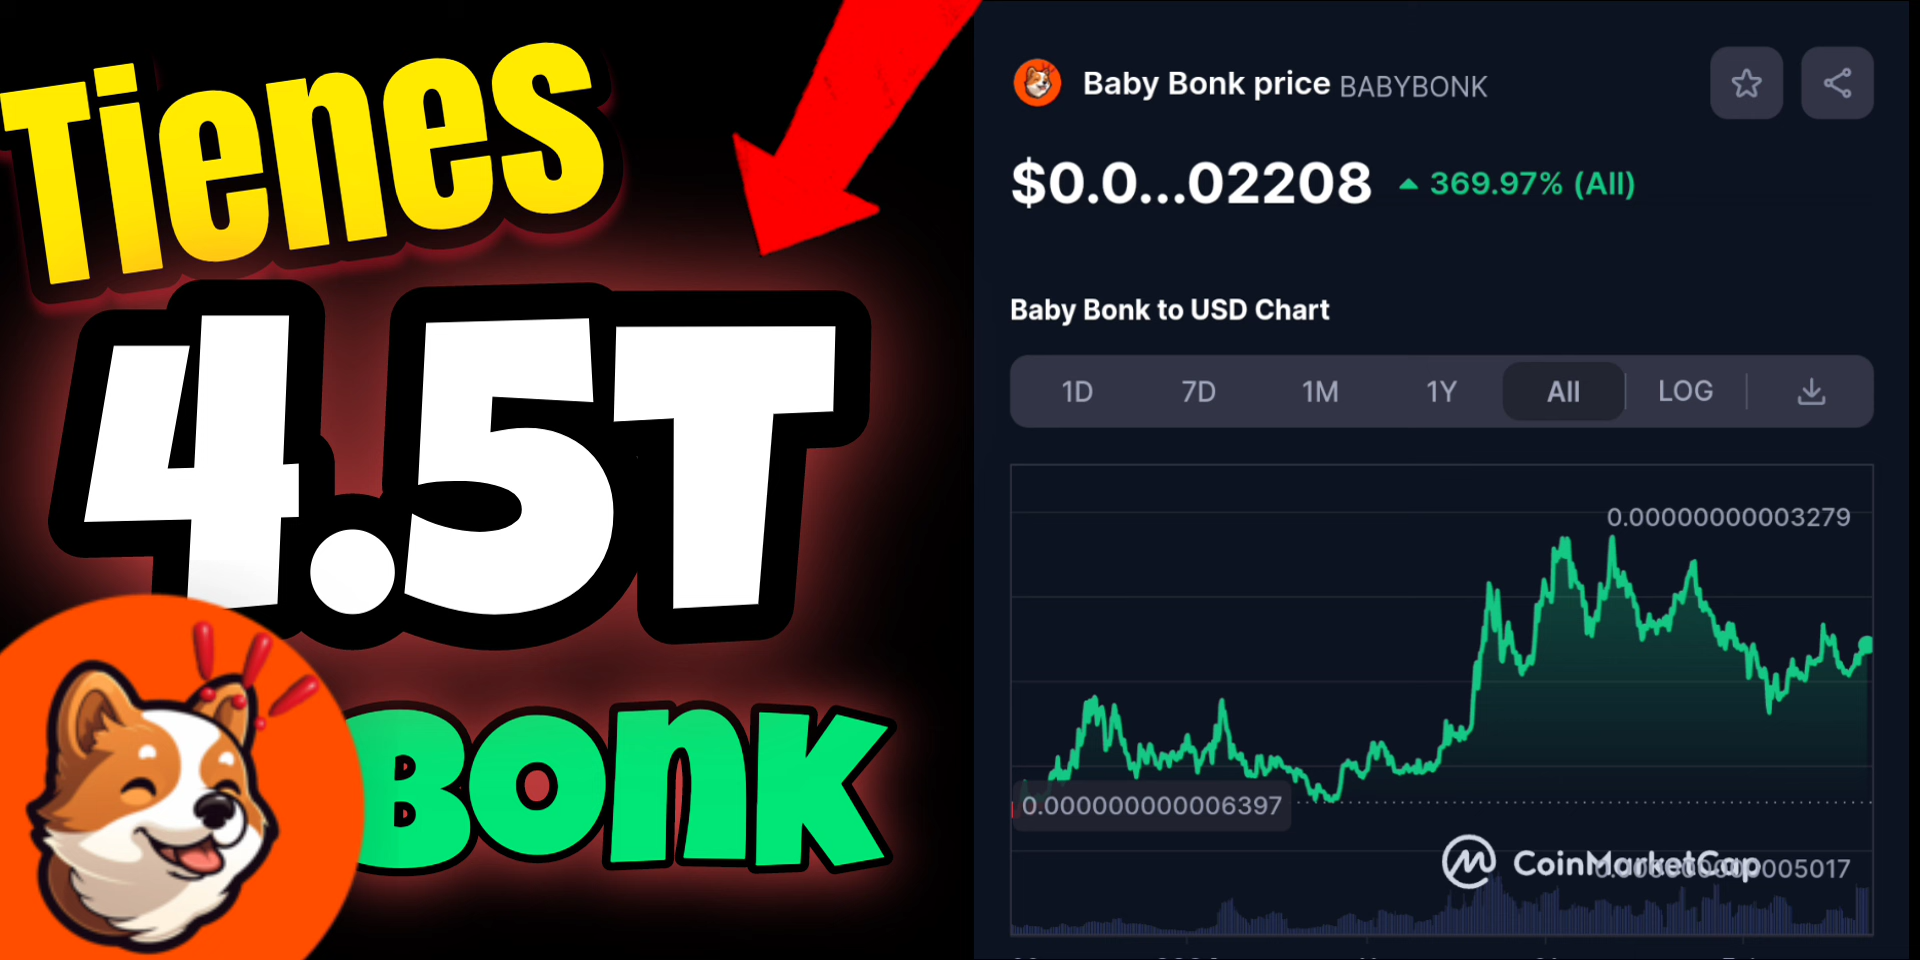 Tienes
4.5T
BONK
Baby Bonk price BABYBONK
$0.0...02208 369.97% (All)
Baby Bonk to USD Chart
1D 7D 1M 1Y All LOG
0.00000000003279
0.000000000006397
CoinMarketCap
005017